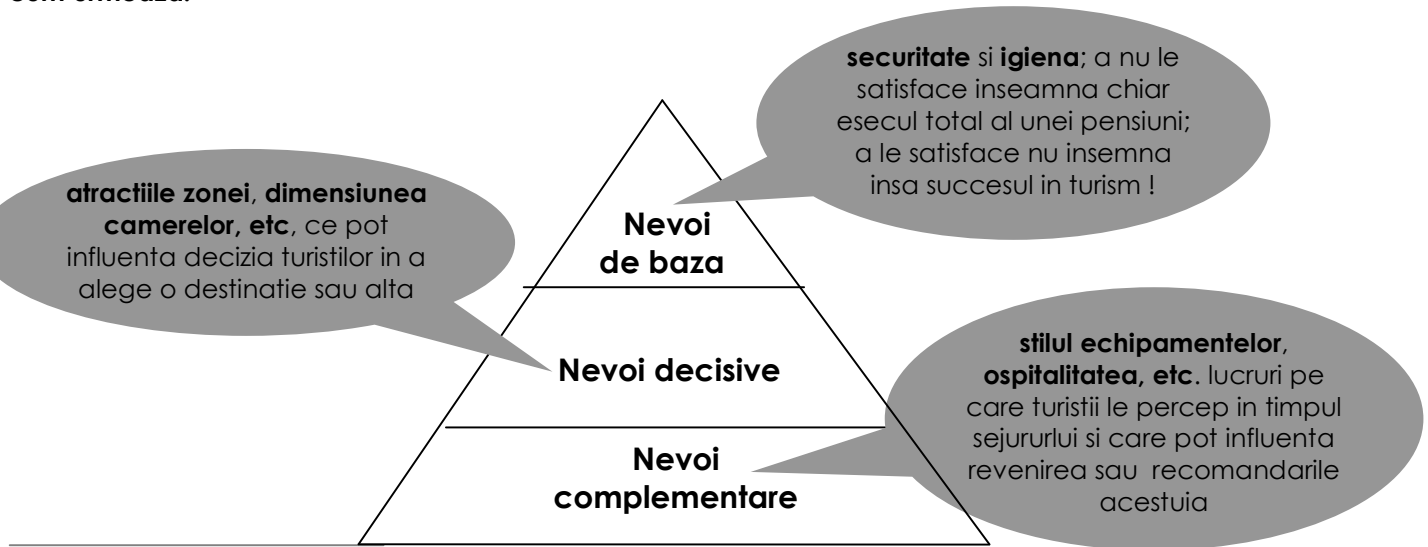 securitate si igiena; a nu le
satisface inseamna chiar
esecul total al unei pensiuni;
a le satisface nu insemna
insa succesul in turism !
atractiile zonei, dimensiunea
camerelor, etc, ce pot
influenta decizia turistilor in a
alege o destinatie sau alta
Nevoi
de baza
Nevoi decisive
stilul echipamentelor,
ospitalitatea, etc. lucruri pe
care turistii le percep in timpul
sejururlui si care pot influenta
revenirea sau recomandarile
acestuia
Nevoi
complementare